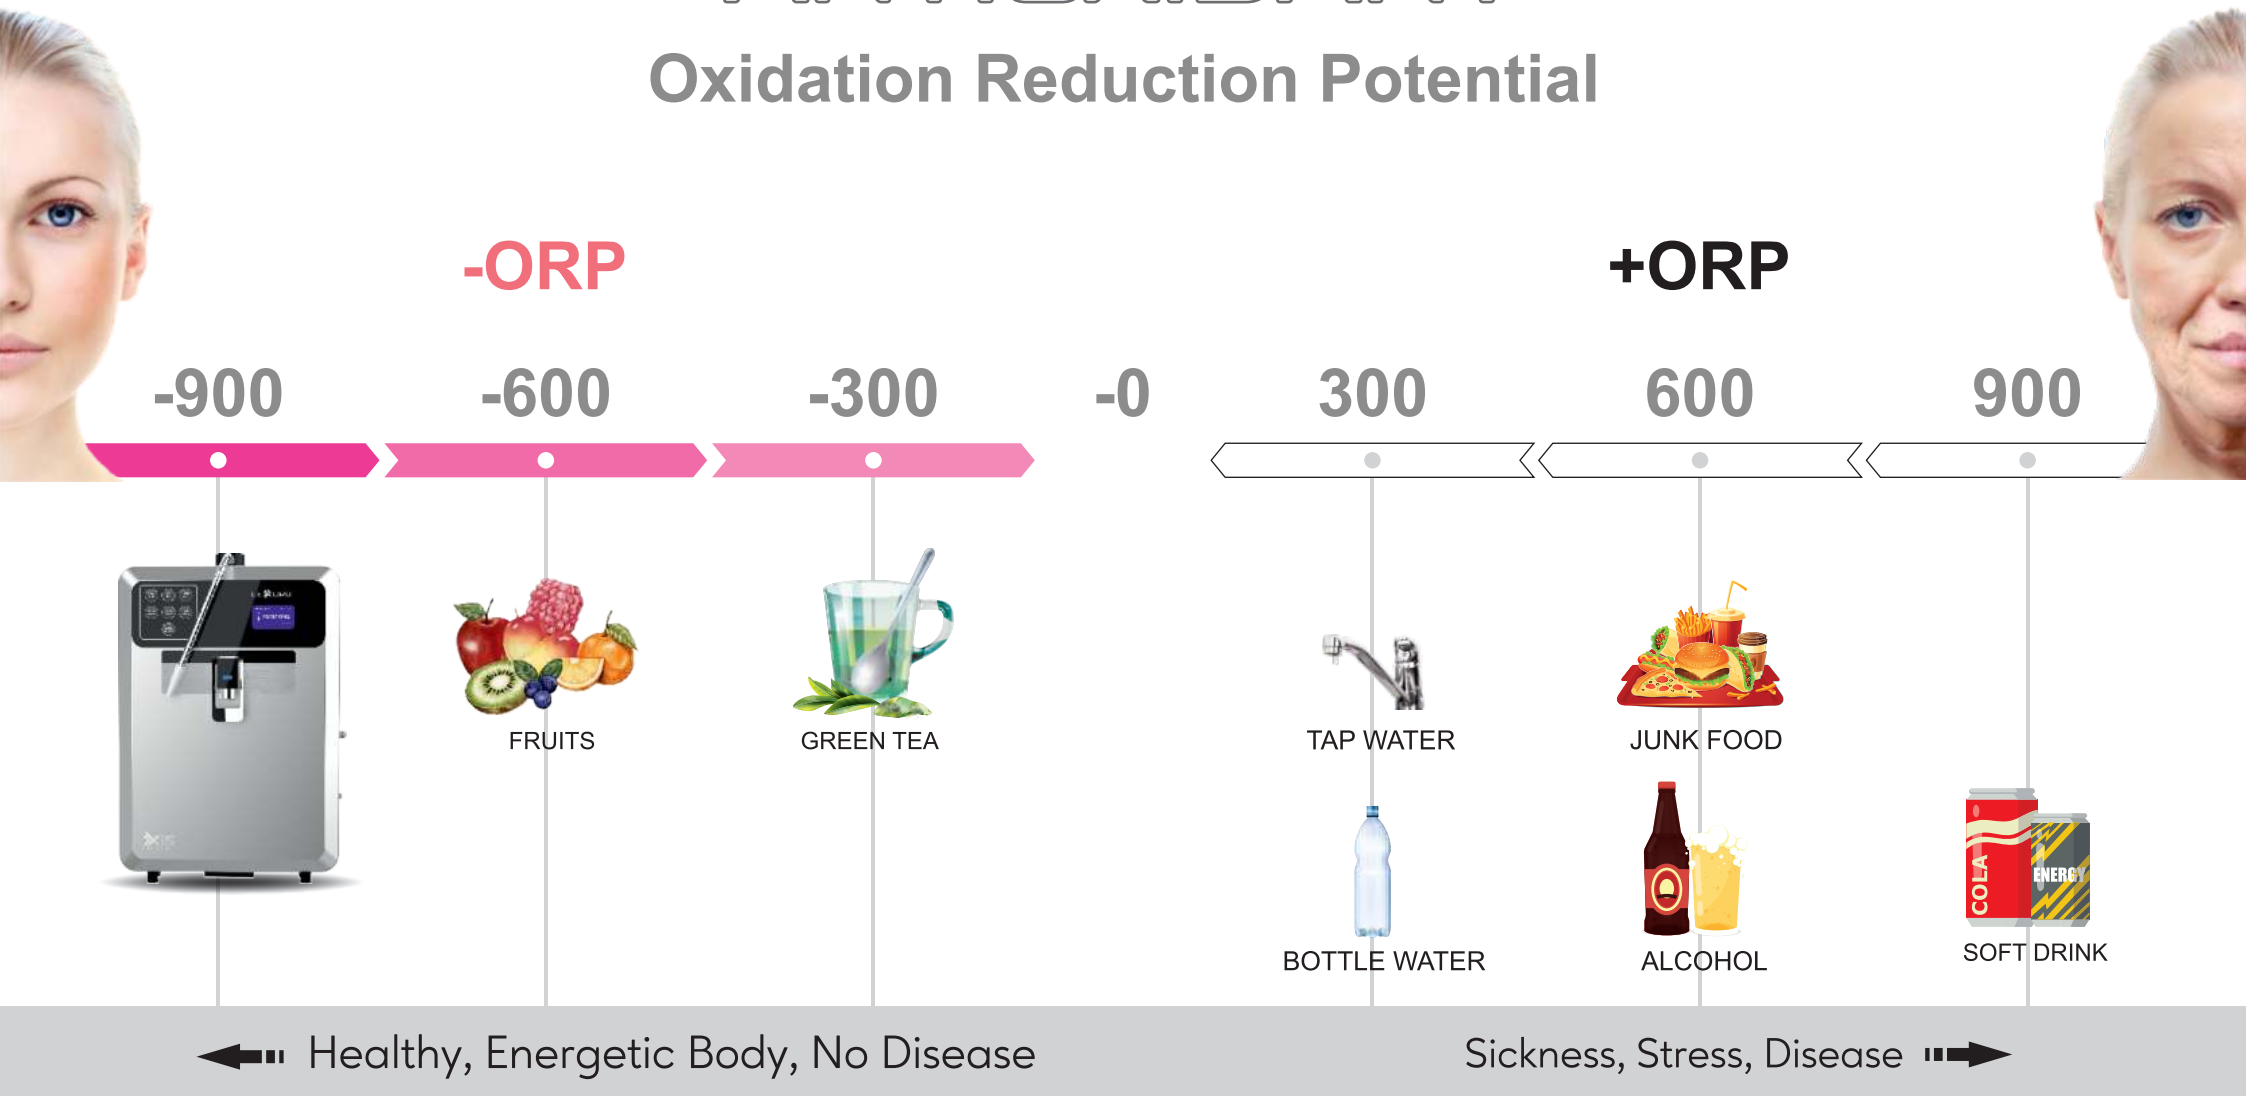 Oxidation Reduction Potential
-ORP
+ORP
-900
-600
-300
-0
300
600
900
FRUITS
GREEN TEA
TAP WATER
JUNK FOOD
BOTTLE WATER
ALCOHOL
COLA
ENERGY
SOFT DRINK
Healthy, Energetic Body, No Disease
Sickness, Stress, Disease